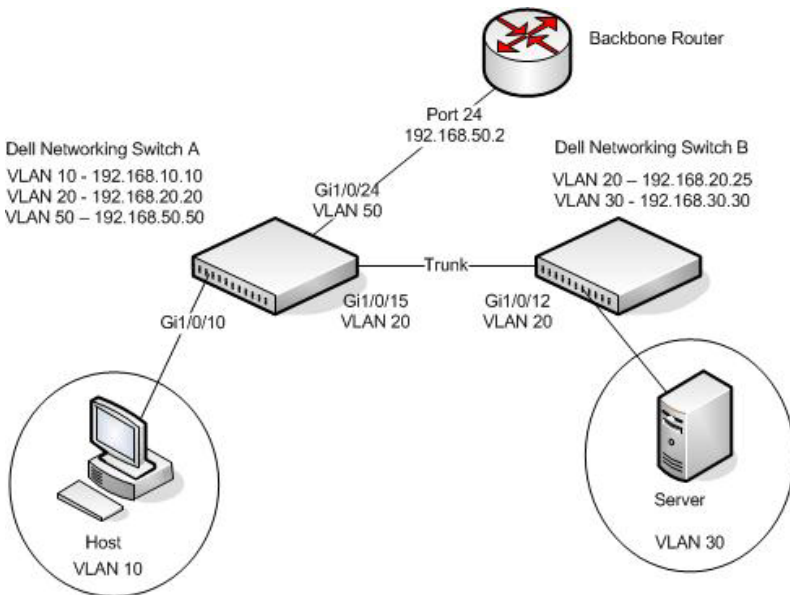 Backbone Router
Port 24
192.168.50.2
Dell Networking Switch A
VLAN 10 - 192.168.10.10
VLAN 20 - 192.168.20.20
VLAN 50 – 192.168.50.50
Dell Networking Switch B
VLAN 20 – 192.168.20.25
VLAN 30 - 192.168.30.30
Gi1/0/24
VLAN 50
Trunk
Gi1/0/15
VLAN 20
Gi1/0/12
VLAN 20
Gi1/0/10
Host
VLAN 10
Server
VLAN 30